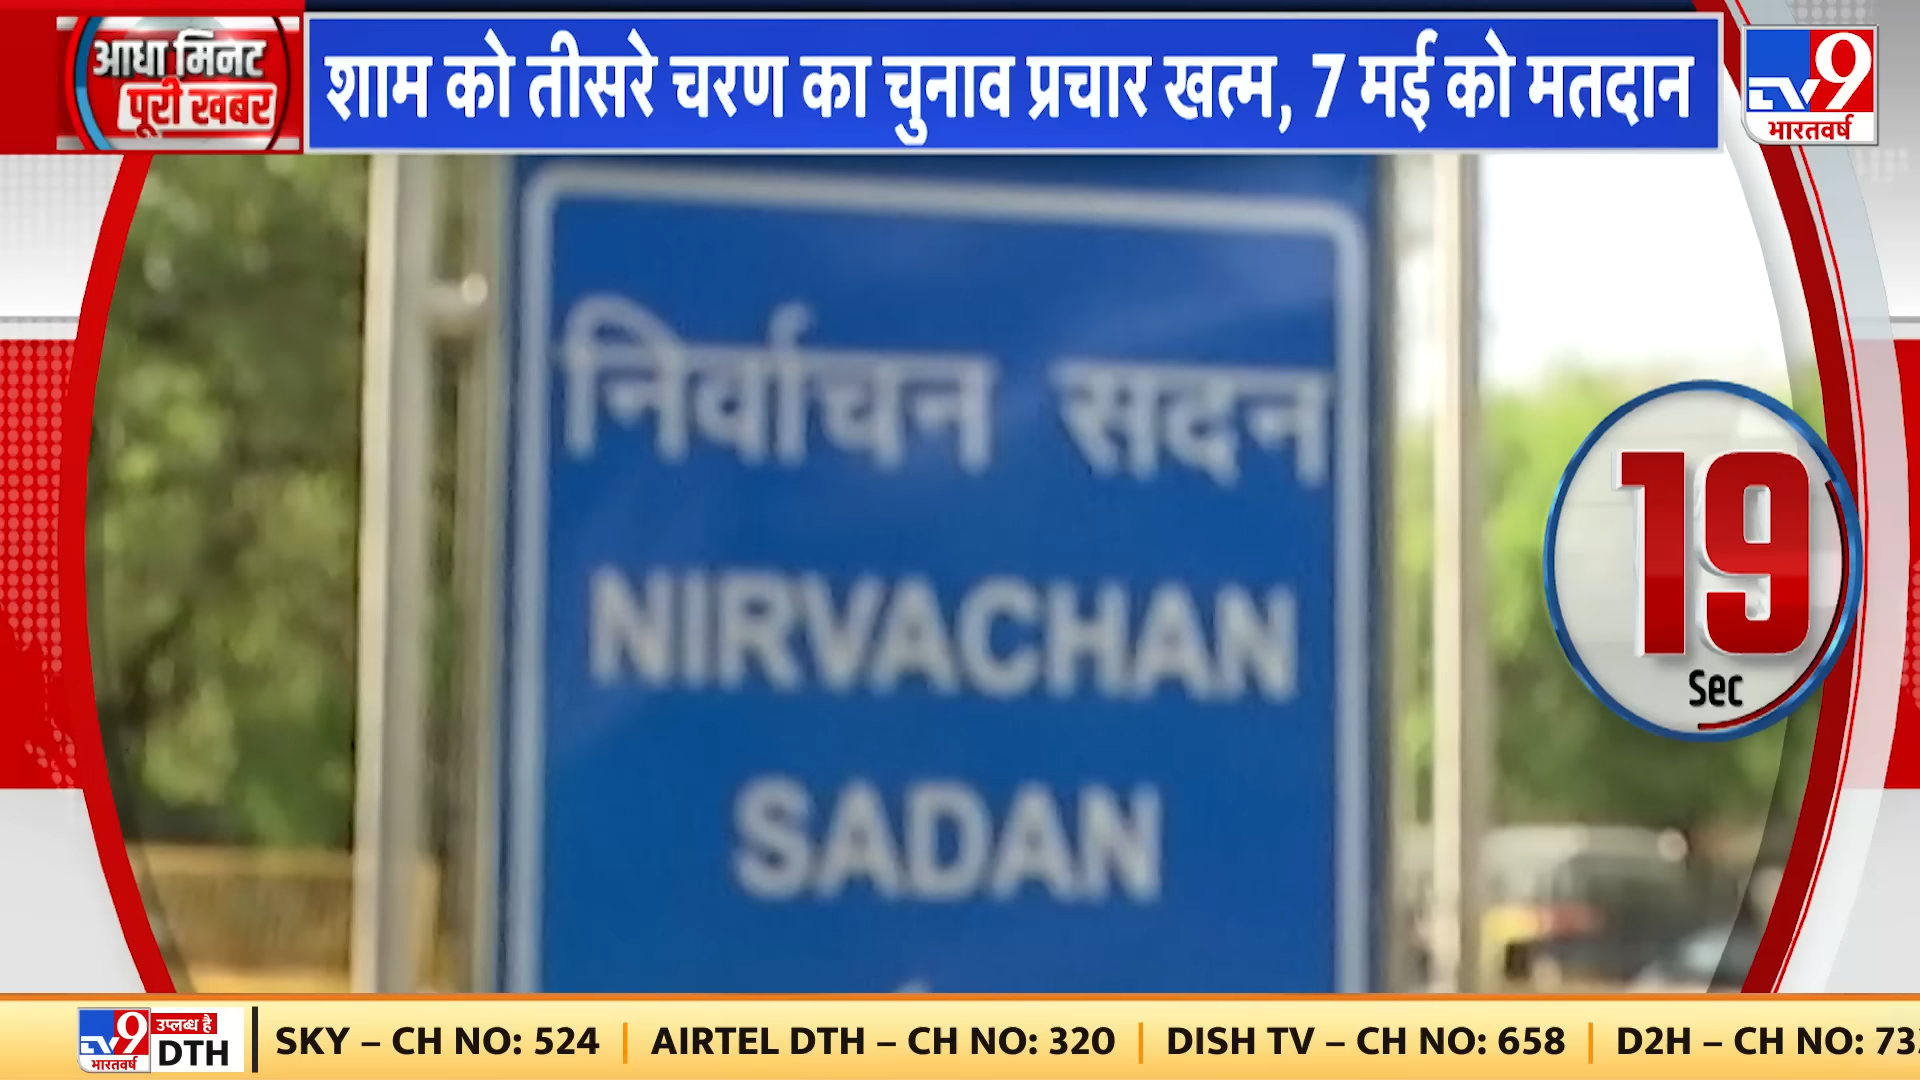 आधा मिनट
पूरी खबर
शाम को तीसरे चरण का चुनाव प्रचार खत्म, 7 मई को मतदान
TV9
भारतवर्ष
निर्वाचन सदन
NIRVACHAN
SADAN
19
Sec
TV9
भारतवर्ष
उपलब्ध है
DTH
SKY – CH NO: 524 | AIRTEL DTH – CH NO: 320 | DISH TV – CH NO: 658 | D2H – CH NO: